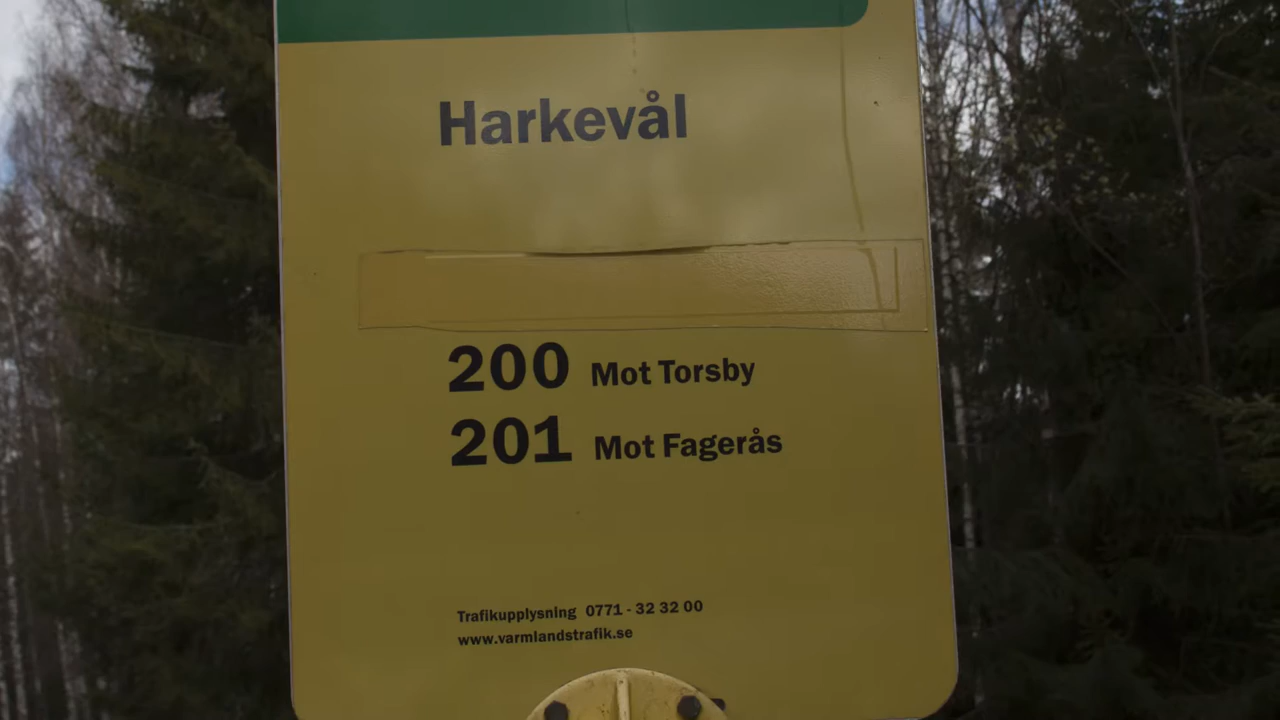 Harkevål
200 Mot Torsby
201 Mot Fagerås
Trafikupplysning 0771 - 32 32 00
www.varmlandstrafik.se